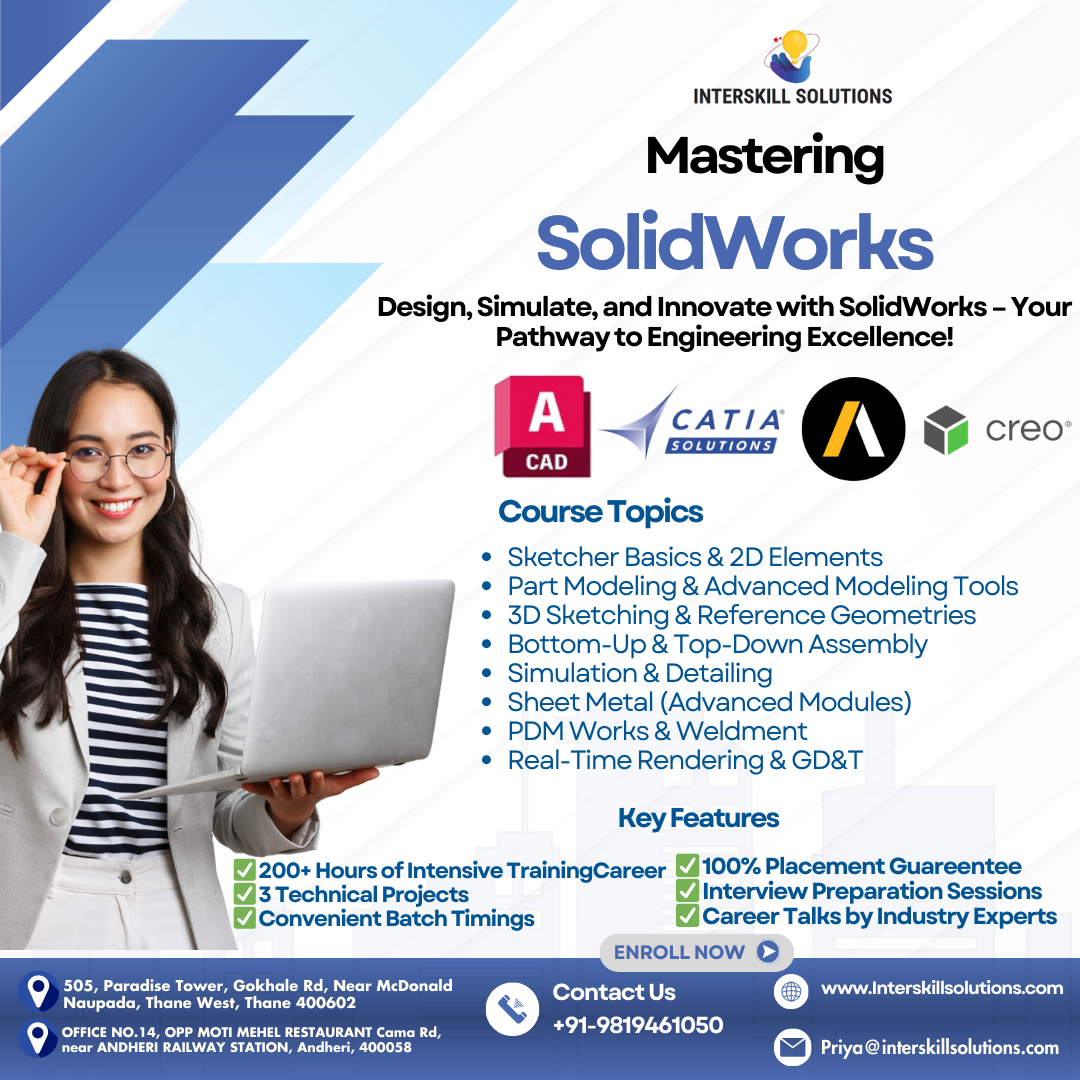 INTERSKILL SOLUTIONS
Mastering
SolidWorks
Design, Simulate, and Innovate with SolidWorks – Your
Pathway to Engineering Excellence!
A
CAD
CATIA®
SOLUTIONS
creo®
Course Topics
• Sketcher Basics & 2D Elements
• Part Modeling & Advanced Modeling Tools
• 3D Sketching & Reference Geometries
• Bottom-Up & Top-Down Assembly
• Simulation & Detailing
• Sheet Metal (Advanced Modules)
• PDM Works & Weldment
• Real-Time Rendering & GD&T
Key Features
✅200+ Hours of Intensive TrainingCareer
✅3 Technical Projects
✅Convenient Batch Timings
✅100% Placement Guareentee
✅Interview Preparation Sessions
✅Career Talks by Industry Experts
ENROLL NOW
505, Paradise Tower, Gokhale Rd, Near McDonald
Naupada, Thane West, Thane 400602
OFFICE NO.14, OPP MOTI MEHEL RESTAURANT Cama Rd,
near ANDHERI RAILWAY STATION, Andheri, 400058
Contact Us
+91-9819461050
www.Interskillsolutions.com
Priya@interskillsolutions.com